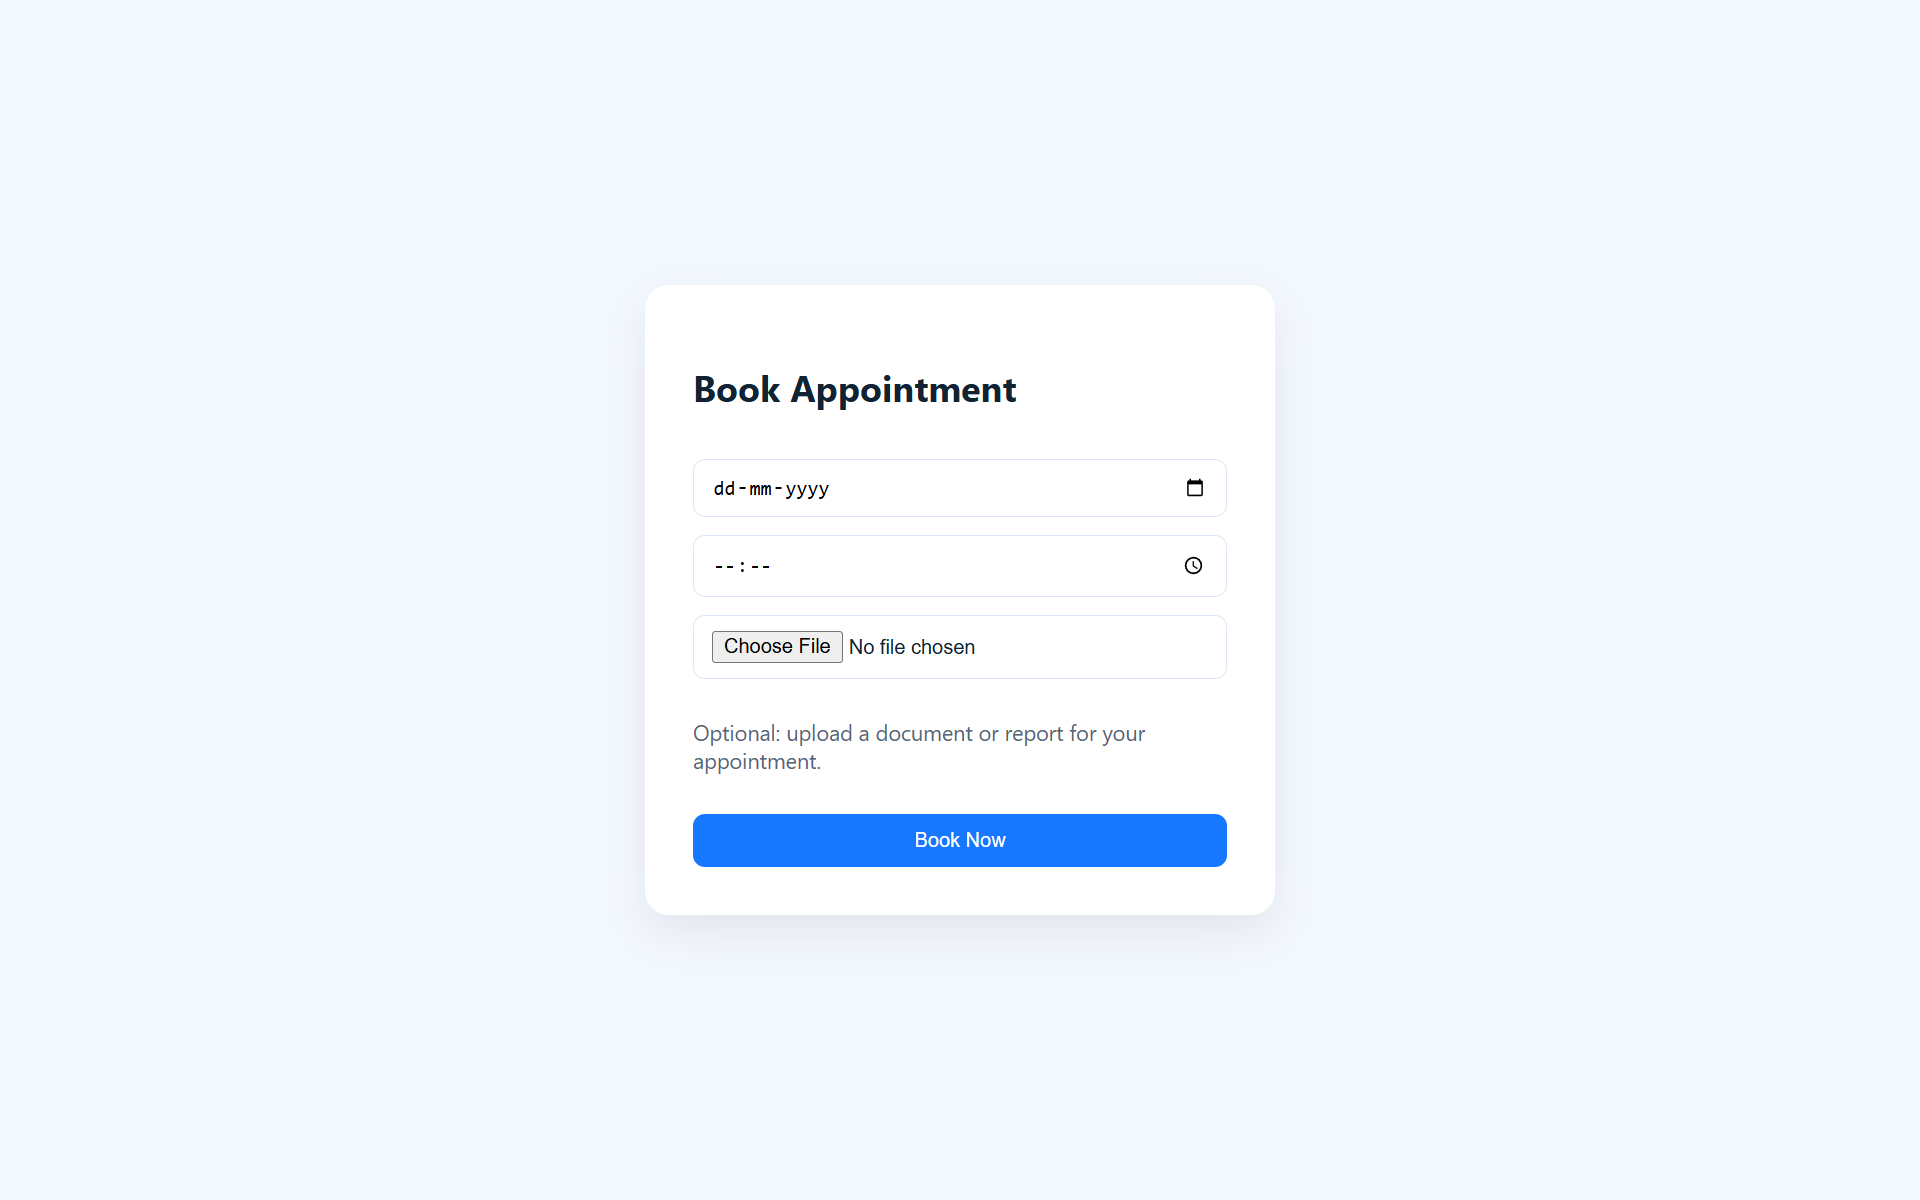 Book Appointment
dd-mm-yyyy
--:--
Choose File No file chosen
Optional: upload a document or report for your
appointment.
Book Now